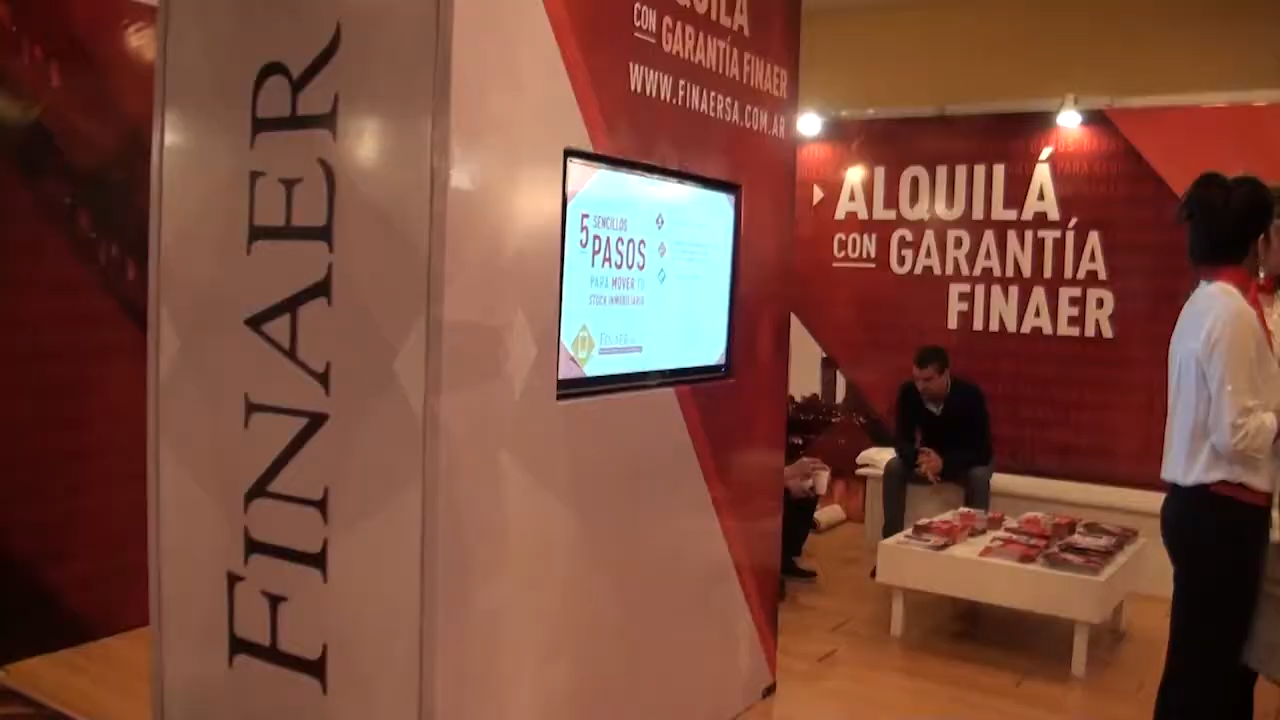 FINAER
ALQUILÁ
CON GARANTÍA FINAER
WWW.FINAERSA.COM.AR
5 SENCILLOS
PASOS
PARA MOVER TU
STOCK INMOBILIARIO
FINAER
ALQUILÁ
CON GARANTÍA
FINAER